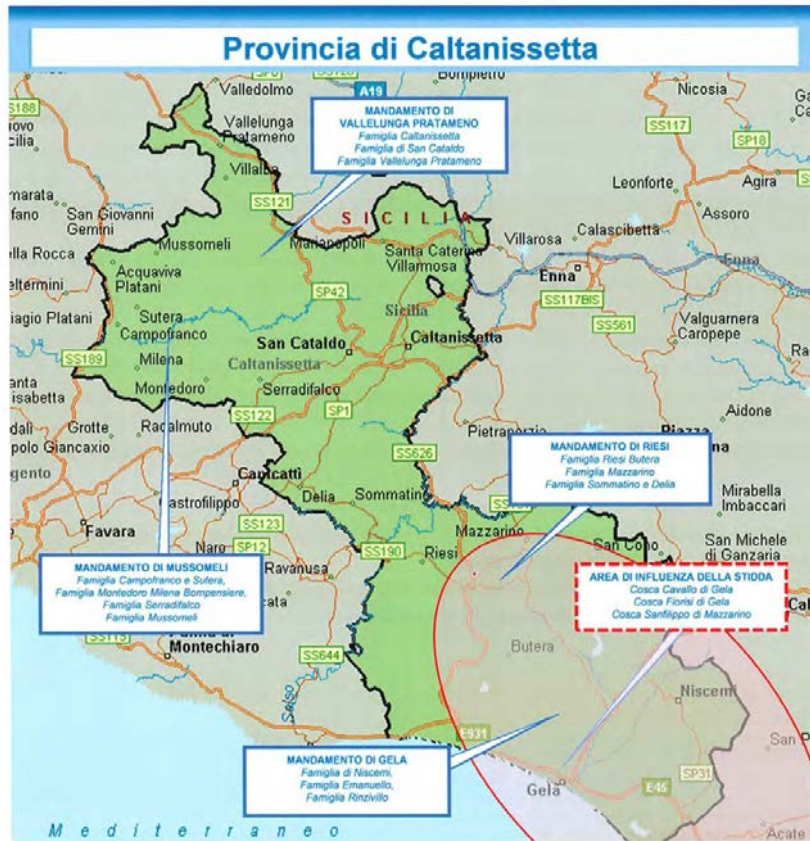 Provincia di Caltanissetta
Bompietro
Valledolmo
A19
Nicosia
SS188
SS117
SP18
MANDAMENTO DI
VALLELUNGA PRATAMENO
Famiglia Caltanissetta
Famiglia di San Cataldo
Famiglia Vallelunga Pratameno
Vallelunga
Pratameno
Villalba
Leonforte
Agira
Assoro
SS121
San Giovanni
Gemini
SICILIA
Mussomeli
Marianopoli
Santa Caterina
Villarmosa
Villarosa
Calascibetta
Acquaviva
Platani
Enna
Enna
SP42
SS117BIS
Sutera
Campofranco
Sicilia
Valguarnera
Caropepe
SS561
San Cataldo
Caltanissetta
SS189
Milena
Caltanissetta
Montedoro
Serradifalco
SS122
SP1
Aidone
Grotte
Racalmuto
Pietraperzia
SS626
MANDAMENTO DI RIESI
Famiglia Riesi Butera
Famiglia Mazzarino
Famiglia Sommatino e Delia
Canicattì
Castrofilippo
Delia
Sommatino
Mirabella
Imbaccari
Favara
SS123
Mazzarino
Naro
SP12
SS190
Riesi
San Cono
San Michele
di Ganzaria
Ravanusa
MANDAMENTO DI MUSSOMELI
Famiglia Campofranco e Sutera,
Famiglia Montedoro Milena Bompensiere,
Famiglia Serradifalco
Famiglia Mussomeli
AREA DI INFLUENZA DELLA STIDDA
Cosca Cavallo di Gela
Cosca Fiorisi di Gela
Cosca Sanfilippo di Mazzarino
SS115
Montechiaro
SS644
Butera
Salso
Niscemi
E931
MANDAMENTO DI GELA
Famiglia di Niscemi,
Famiglia Emanuello,
Famiglia Rinzivillo
SP31
Gela
E45
Mediterraneo
Acate